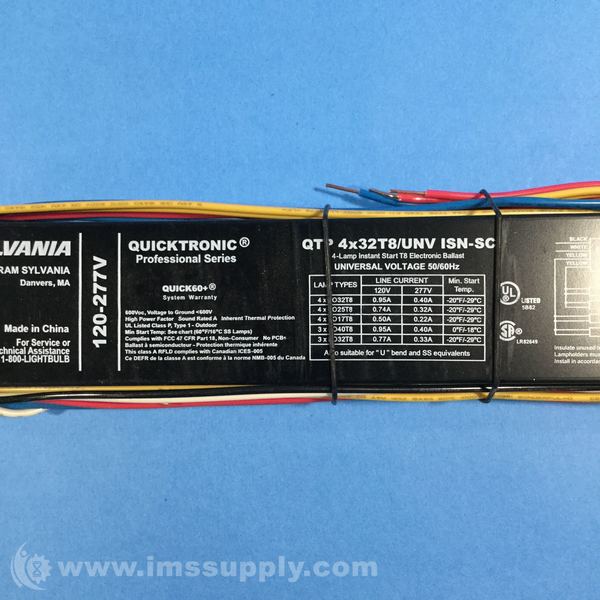 LVANIA
RAM SYLVANIA
Danvers, MA
Made in China
For Service or
chnical Assistance
1-800-LIGHTBULB
120-277V
QUICKTRONIC®
Professional Series
QUICK60+®
System Warranty
600Voc, Voltage to Ground <600V
High Power Factor Sound Rated A Inherent Thermal Protection
UL Listed Class P, Type 1 - Outdoor
Min Start Temp: See chart (60°F/16°C SS Lamps)
Complies with FCC 47 CFR Part 18, Non-Consumer No PCB's
Ballast à semiconducteur - Protection thermique inhérente
This class A RFLD complies with Canadian ICES-005
Ce DEFR de la classe A est conforme à la norme NMB-005 du Canada
QTP 4x32T8/UNV ISN-SC
4-Lamp Instant Start T8 Electronic Ballast
UNIVERSAL VOLTAGE 50/60Hz
LAMP TYPES LINE CURRENT Min. Start
120V 277V Temp.
4 x O32T8 0.95A 0.40A -20°F/-29°C
4 x O25T8 0.74A 0.32A -20°F/-29°C
4 x O17T8 0.50A 0.22A -20°F/-29°C
3 x O40T8 0.95A 0.40A 0°F/-18°C
3 x O32T8 0.77A 0.33A -20°F/-29°C
Also suitable for "U" bend and SS equivalents
UL
LISTED
LR82649
BLACK
WHITE
YELLOW
YELLOW
Insulate unused
Lampholders must
Install in accordan
www.imssupply.com